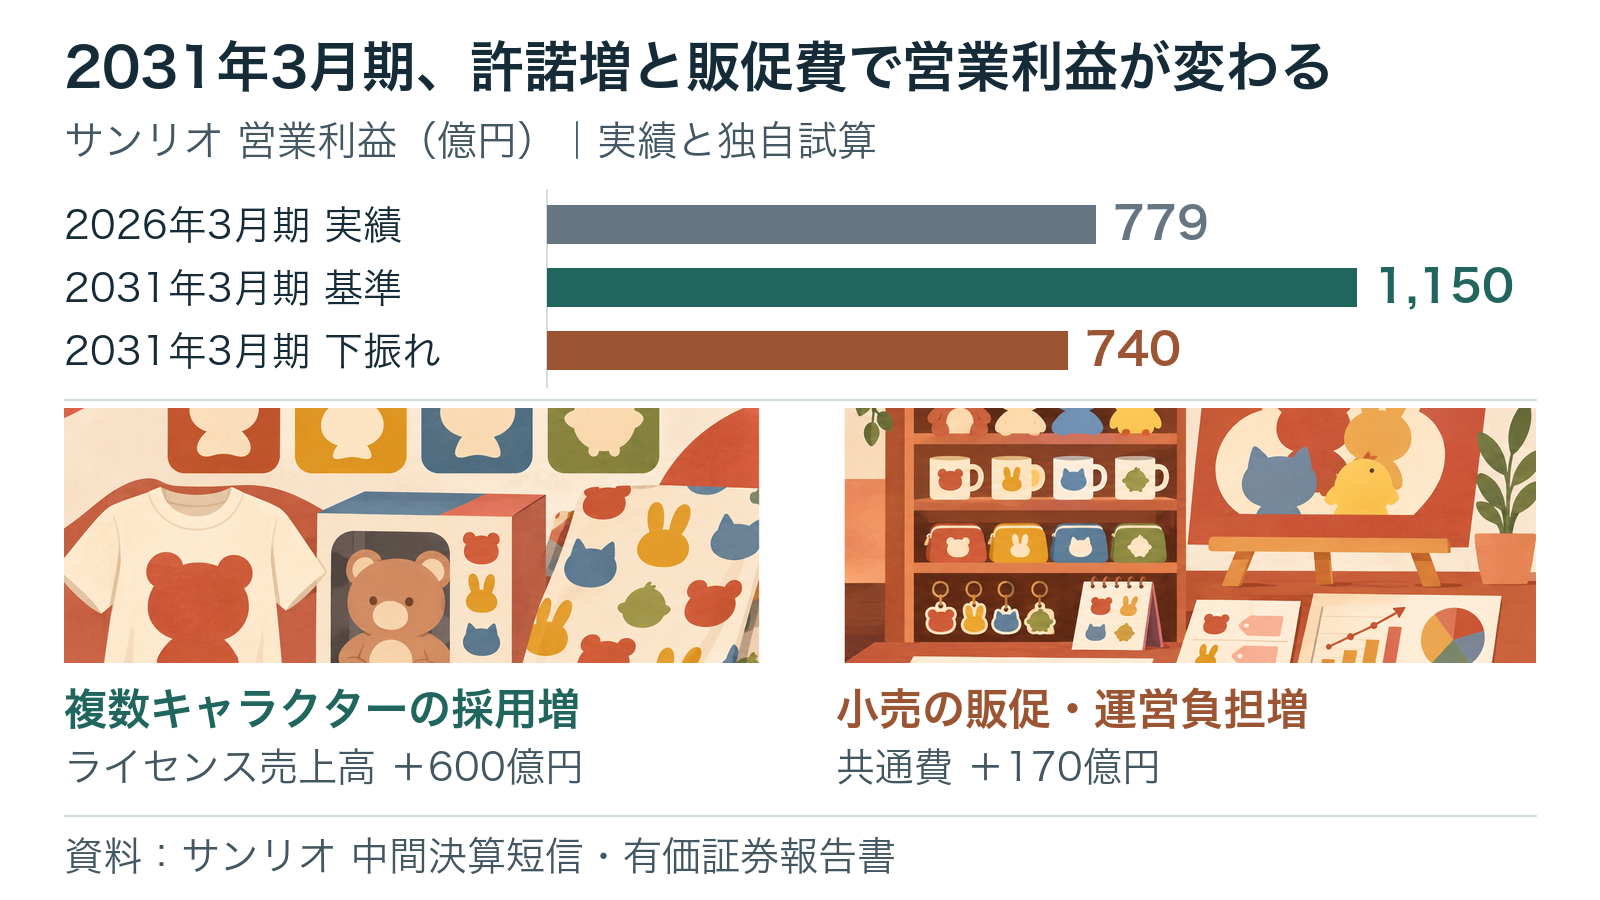 2031年3月期、許諾増と販促費で営業利益が変わる
サンリオ 営業利益（億円）｜実績と独自試算
2026年3月期 実績
779
2031年3月期 基準
1,150
2031年3月期 下振れ
740
複数キャラクターの採用増
ライセンス売上高 ＋600億円
小売の販促・運営負担増
共通費 ＋170億円
資料：サンリオ 中間決算短信・有価証券報告書